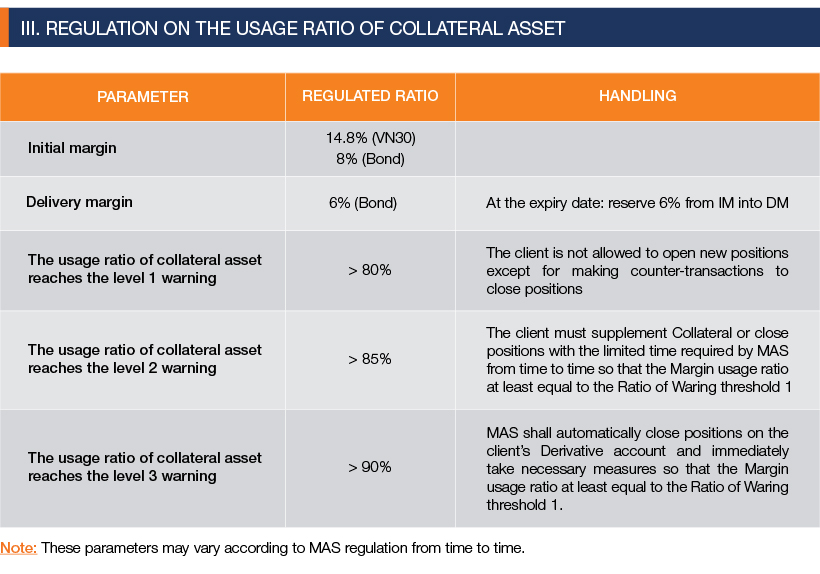 III. REGULATION ON THE USAGE RATIO OF COLLATERAL ASSET
PARAMETER
REGULATED RATIO
HANDLING
Initial margin
14.8% (VN30)
8% (Bond)
Delivery margin
6% (Bond)
At the expiry date: reserve 6% from IM into DM
The usage ratio of collateral asset
reaches the level 1 warning
> 80%
The client is not allowed to open new positions
except for making counter-transactions to
close positions
The usage ratio of collateral asset
reaches the level 2 warning
> 85%
The client must supplement Collateral or close
positions with the limited time required by MAS
from time to time so that the Margin usage ratio
at least equal to the Ratio of Waring threshold 1
The usage ratio of collateral asset
reaches the level 3 warning
> 90%
MAS shall automatically close positions on the
client's Derivative account and immediately
take necessary measures so that the Margin
usage ratio at least equal to the Ratio of Waring
threshold 1.
Note: These parameters may vary according to MAS regulation from time to time.